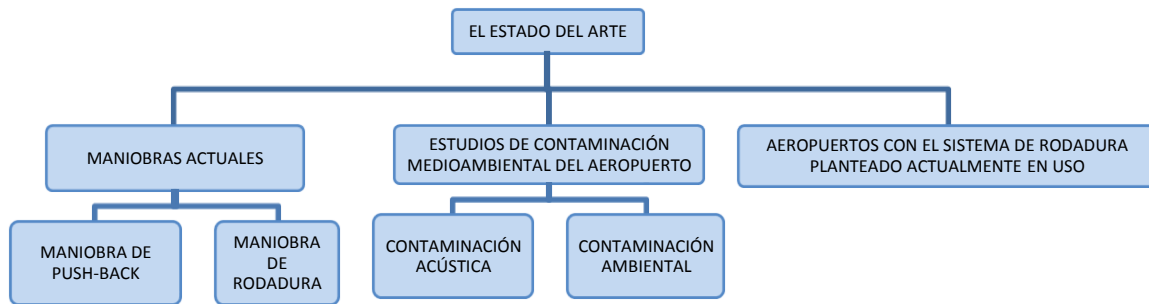 EL ESTADO DEL ARTE
MANIOBRAS ACTUALES
ESTUDIOS DE CONTAMINACIÓN
MEDIOAMBIENTAL DEL AEROPUERTO
AEROPUERTOS CON EL SISTEMA DE RODADURA
PLANTEADO ACTUALMENTE EN USO
MANIOBRA DE
PUSH-BACK
MANIOBRA
DE
RODADURA
CONTAMINACIÓN
ACÚSTICA
CONTAMINACIÓN
AMBIENTAL